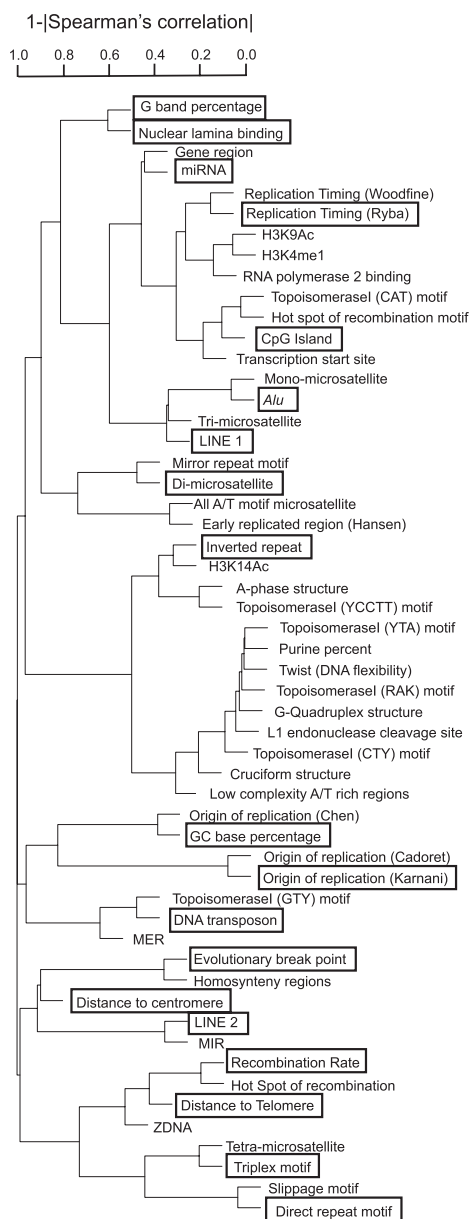 1-|Spearman's correlation|
1.0 0.8 0.6 0.4 0.2 0.0
G band percentage
Nuclear lamina binding
Gene region
miRNA
Replication Timing (Woodfine)
Replication Timing (Ryba)
H3K9Ac
H3K4me1
RNA polymerase 2 binding
TopoisomeraseI (CAT) motif
Hot spot of recombination motif
CpG Island
Transcription start site
Mono-microsatellite
Alu
Tri-microsatellite
LINE 1
Mirror repeat motif
Di-microsatellite
All A/T motif microsatellite
Early replicated region (Hansen)
Inverted repeat
H3K14Ac
A-phase structure
TopoisomeraseI (YCCTT) motif
TopoisomeraseI (YTA) motif
Purine percent
Twist (DNA flexibility)
TopoisomeraseI (RAK) motif
G-Quadruplex structure
L1 endonuclease cleavage site
TopoisomeraseI (CTY) motif
Cruciform structure
Low complexity A/T rich regions
Origin of replication (Chen)
GC base percentage
Origin of replication (Cadoret)
Origin of replication (Karnani)
TopoisomeraseI (GTY) motif
DNA transposon
MER
Evolutionary break point
Homosynteny regions
Distance to centromere
LINE 2
MIR
Recombination Rate
Hot Spot of recombination
Distance to Telomere
ZDNA
Tetra-microsatellite
Triplex motif
Slippage motif
Direct repeat motif